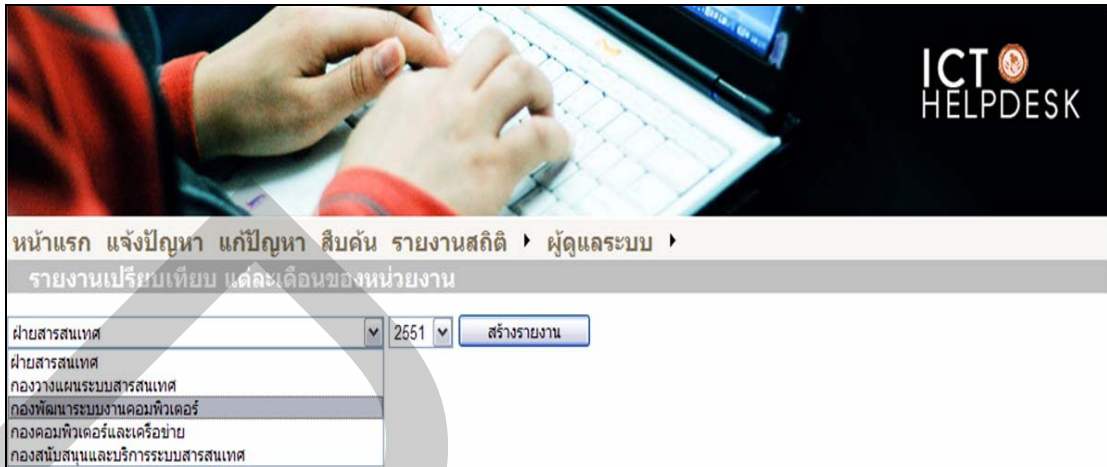 ICT
HELPDESK
หน้าแรก แจ้งปัญหา แก้ปัญหา สืบค้น รายงานสถิติ ผู้ดูแลระบบ
รายงานเปรียบเทียบ แต่ละเดือนของหน่วยงาน
ฝ่ายสารสนเทศ 2551 สร้างรายงาน
ฝ่ายสารสนเทศ
กองวางแผนระบบสารสนเทศ
กองพัฒนาระบบงานคอมพิวเตอร์
กองคอมพิวเตอร์และเครือข่าย
กองสนับสนุนและบริการระบบสารสนเทศ